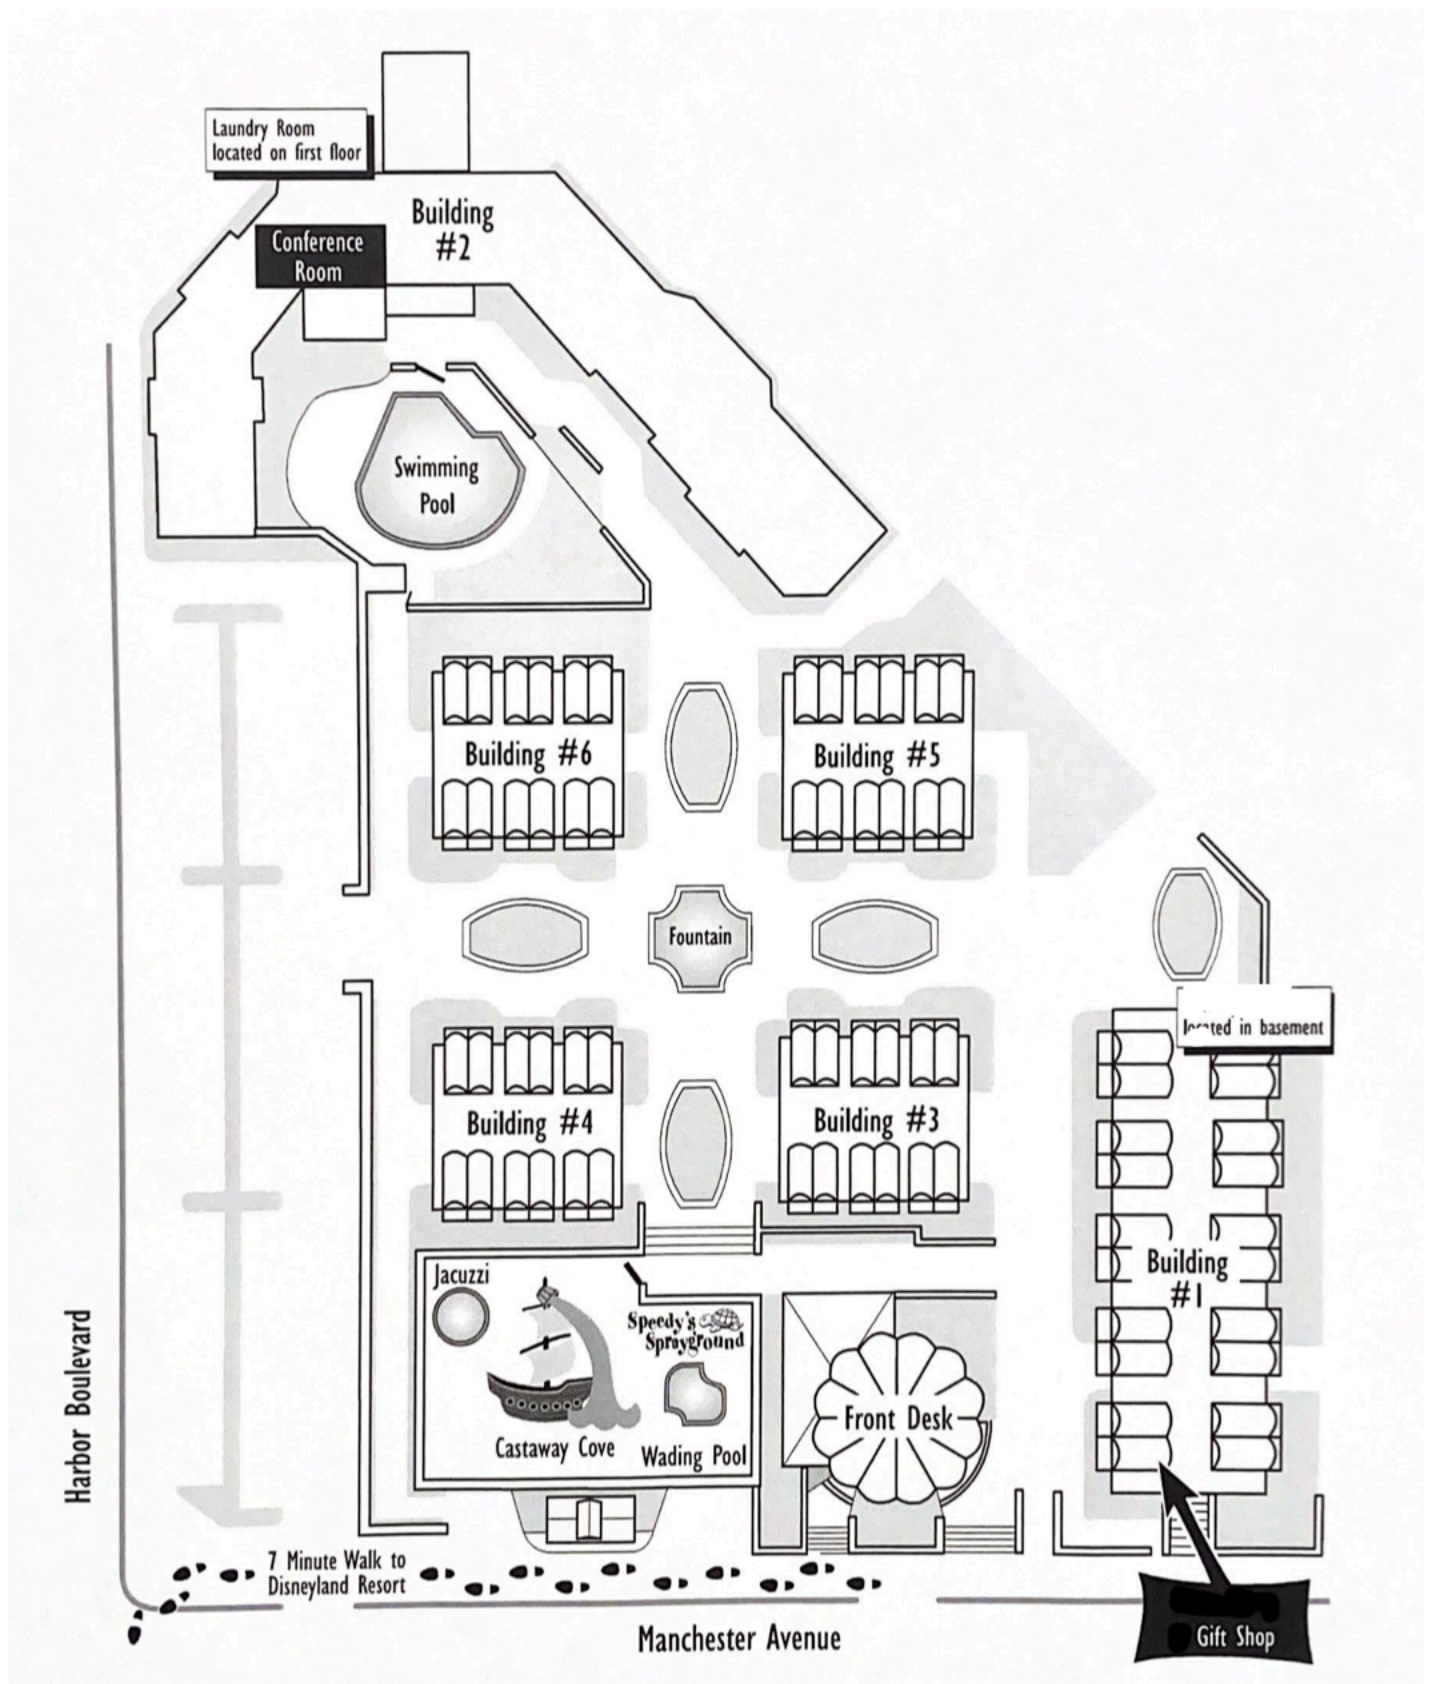 Laundry Room
located on first floor
Building
#2
Conference
Room
Swimming
Pool
Building #6
Building #5
Fountain
located in basement
Building #4
Building #3
Building
#1
Jacuzzi
Speedy's
Sprayground
Castaway Cove
Wading Pool
Front Desk
Harbor Boulevard
7 Minute Walk to
Disneyland Resort
Manchester Avenue
Gift Shop